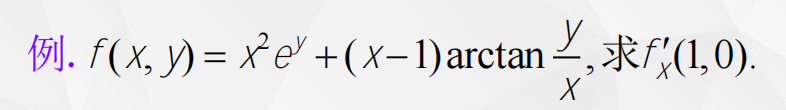 例. f(x, y) = x²eʸ + (x−1)arctan y/x, 求f′ₓ(1,0).